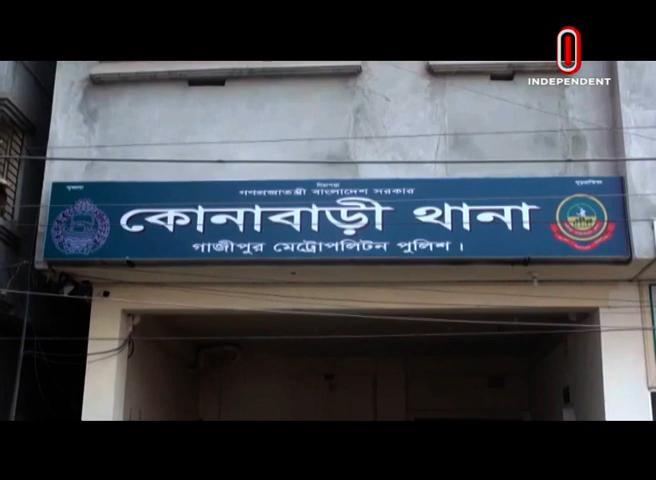 INDEPENDENT
গণপ্রজাতন্ত্রী বাংলাদেশ সরকার
কোনাবাড়ী থানা
গাজীপুর মেট্রোপলিটন পুলিশ।